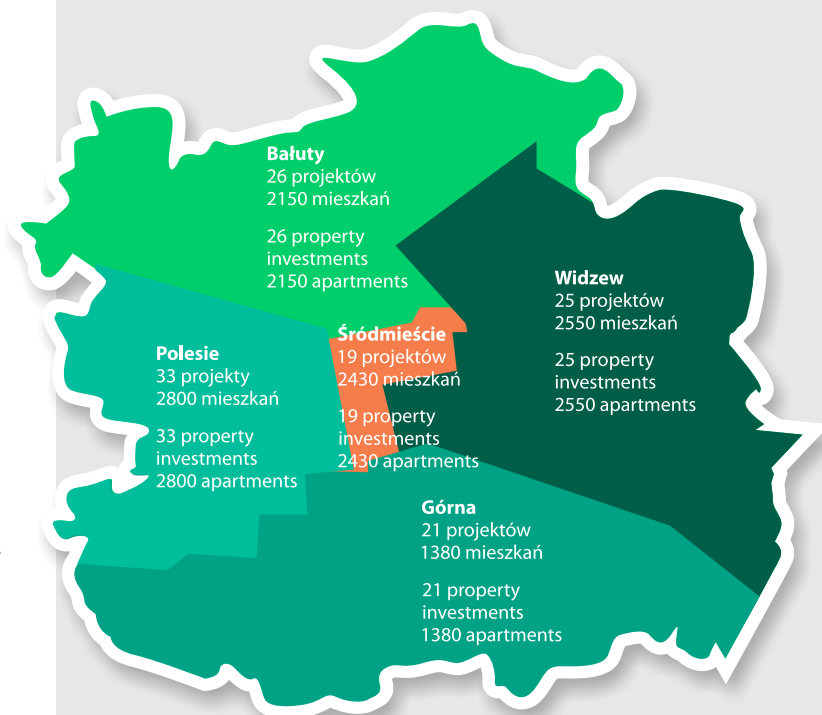 Bałuty
26 projektów
2150 mieszkań
26 property
investments
2150 apartments
Widzew
25 projektów
2550 mieszkań
25 property
investments
2550 apartments
Śródmieście
19 projektów
2430 mieszkań
19 property
investments
2430 apartments
Polesie
33 projekty
2800 mieszkań
33 property
investments
2800 apartments
Górna
21 projektów
1380 mieszkań
21 property
investments
1380 apartments